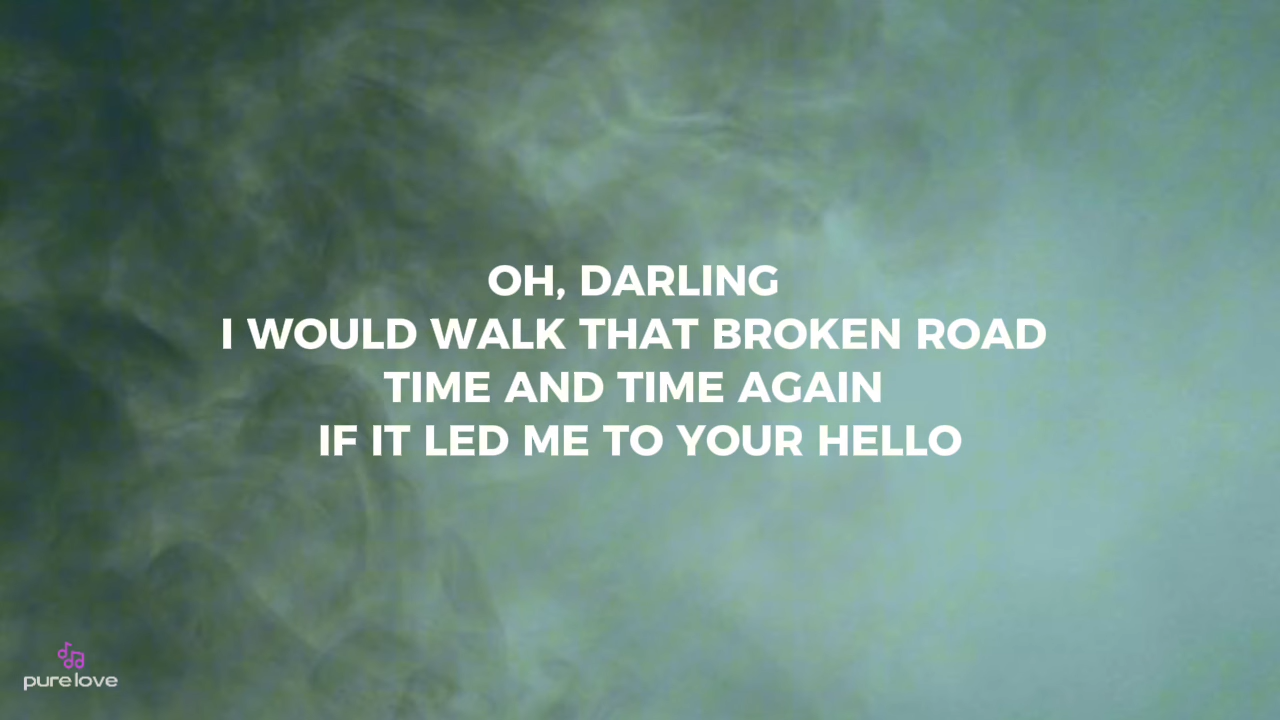 OH, DARLING
I WOULD WALK THAT BROKEN ROAD
TIME AND TIME AGAIN
IF IT LED ME TO YOUR HELLO
pure love